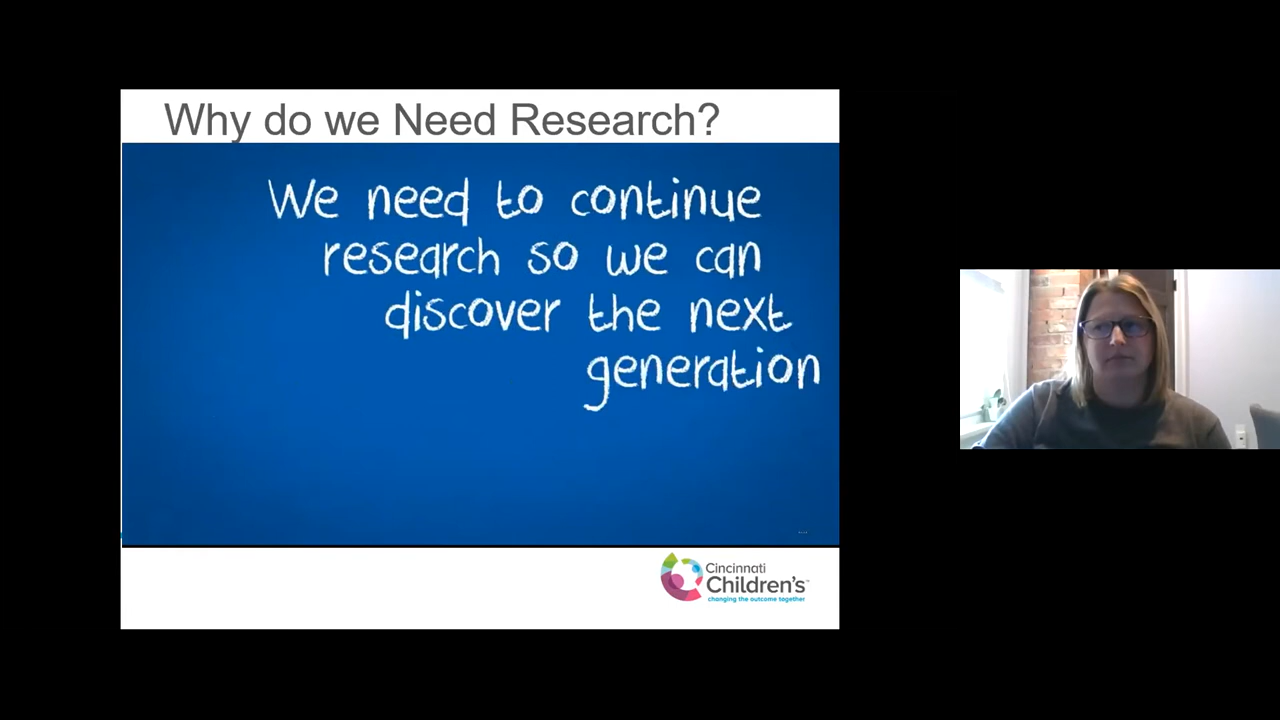 Why do we Need Research?
We need to continue
research so we can
discover the next
generation
Cincinnati
Children's™
changing the outcome together